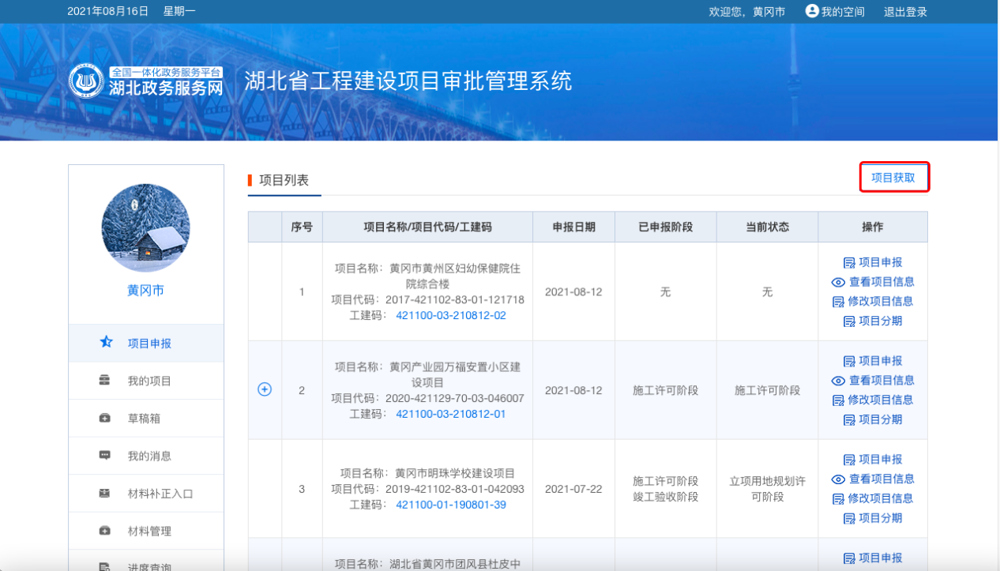 2021年08月16日 星期一
欢迎您，黄冈市 我的空间 退出登录
全国一体化政务服务平台
湖北政务服务网
湖北省工程建设项目审批管理系统
黄冈市
项目申报
我的项目
草稿箱
我的消息
材料补正入口
材料管理
进度查询
项目列表
项目获取
序号 项目名称/项目代码/工建码 申报日期 已申报阶段 当前状态 操作
1
项目名称：黄冈市黄州区妇幼保健院住
院综合楼
项目代码：2017-421102-83-01-121718
工建码：421100-03-210812-02
2021-08-12
无
无
项目申报
查看项目信息
修改项目信息
项目分期
2
项目名称：黄冈产业园万福安置小区建
设项目
项目代码：2020-421129-70-03-046007
工建码：421100-03-210812-01
2021-08-12
施工许可阶段
施工许可阶段
项目申报
查看项目信息
修改项目信息
项目分期
3
项目名称：黄冈市明珠学校建设项目
项目代码：2019-421102-83-01-042093
工建码：421100-01-190801-39
2021-07-22
施工许可阶段
竣工验收阶段
立项用地规划许
可阶段
项目申报
查看项目信息
修改项目信息
项目分期
项目名称：湖北省黄冈市团风县杜皮中
项目申报